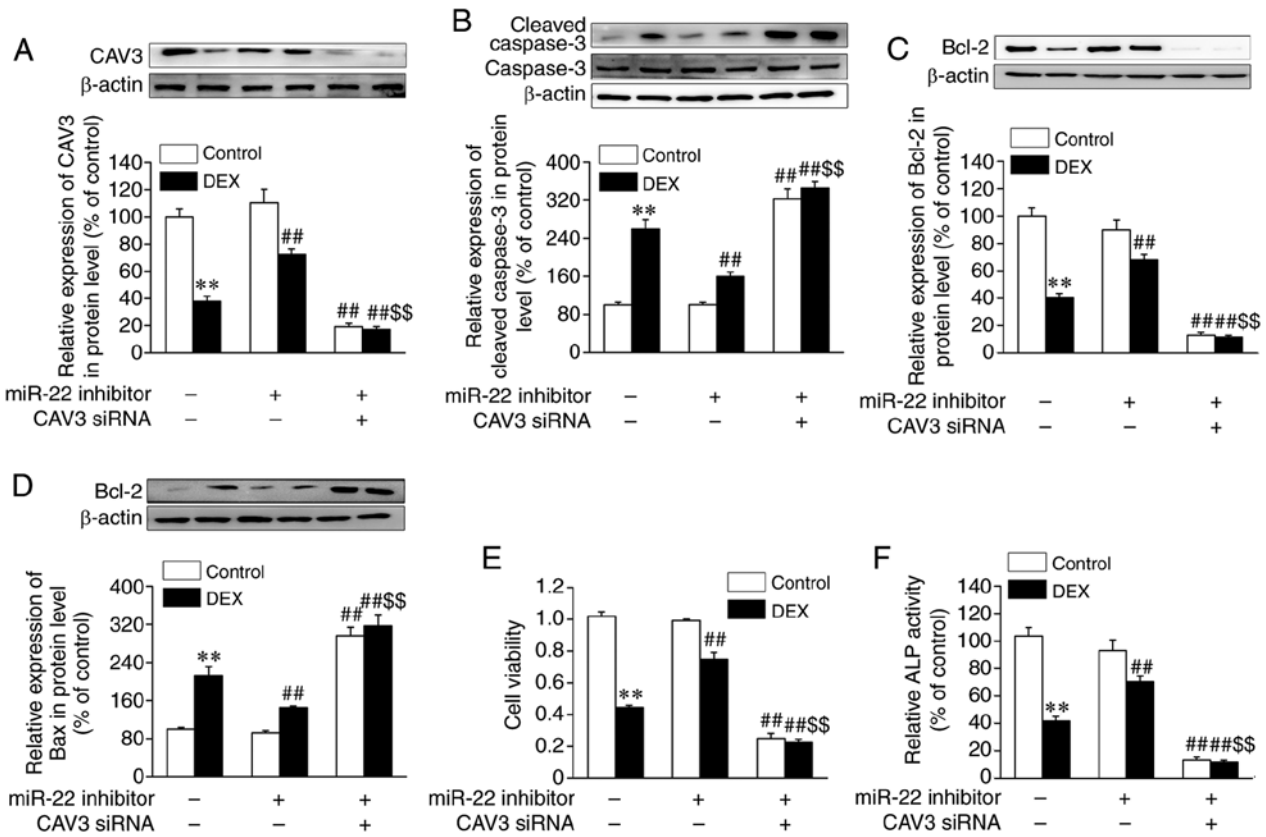 A
CAV3
β-actin
Relative expression of CAV3
in protein level (% of control)
140
120
100
80
60
40
20
0
Control
DEX
**
##
##
##$$
miR-22 inhibitor − + +
CAV3 siRNA − − +
B
Cleaved
caspase-3
Caspase-3
β-actin
Relative expression of
cleaved caspase-3 in protein
level (% of control)
400
320
240
160
80
0
Control
DEX
**
##
##
##$$
miR-22 inhibitor − + +
CAV3 siRNA − − +
C
Bcl-2
β-actin
Relative expression of Bcl-2 in
protein level (% of control)
140
120
100
80
60
40
20
0
Control
DEX
**
##
####$$
miR-22 inhibitor − + +
CAV3 siRNA − − +
D
Bcl-2
β-actin
Relative expression of
Bax in protein level
(% of control)
400
320
240
160
80
0
Control
DEX
**
##
##
##$$
miR-22 inhibitor − + +
CAV3 siRNA − − +
E
Cell viability
1.2
1.0
0.8
0.6
0.4
0.2
0
Control
DEX
**
##
##
##$$
miR-22 inhibitor − + +
CAV3 siRNA − − +
F
Relative ALP activity
(% of control)
140
120
100
80
60
40
20
0
Control
DEX
**
##
####$$
miR-22 inhibitor − + +
CAV3 siRNA − − +